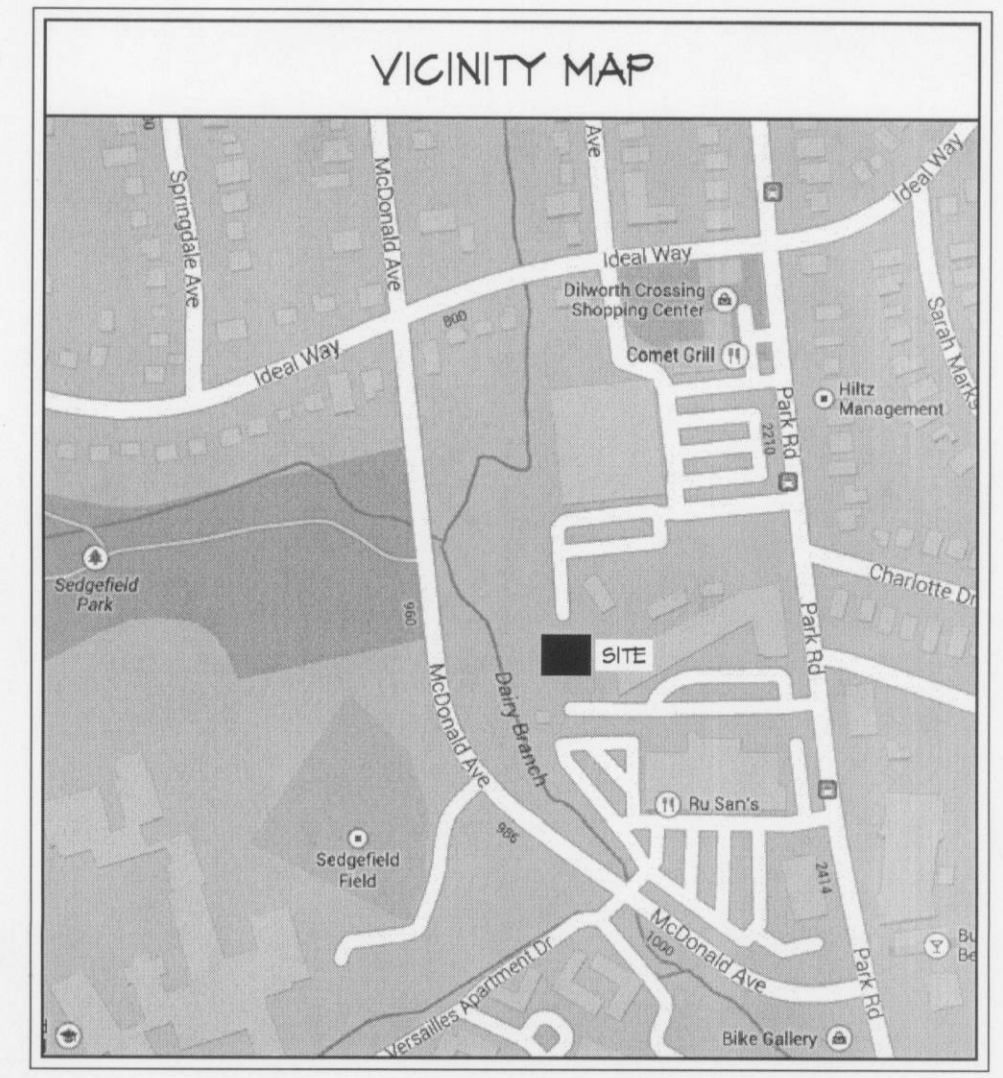 VICINITY MAP
Ave
Ideal Way
Springdale Ave
McDonald Ave
Ideal Way
Dilworth Crossing
Shopping Center
800
Sarah Marks
Ideal Way
Comet Grill
Hiltz
Management
Park Rd
2210
Sedgefield
Park
Charlotte Dr
960
Park Rd
SITE
McDonald Ave
Dairy Branch
Ru San's
986
Sedgefield
Field
2414
McDonald Ave
1000
Versailles Apartment Dr
Park Rd
Bu
Be
Bike Gallery